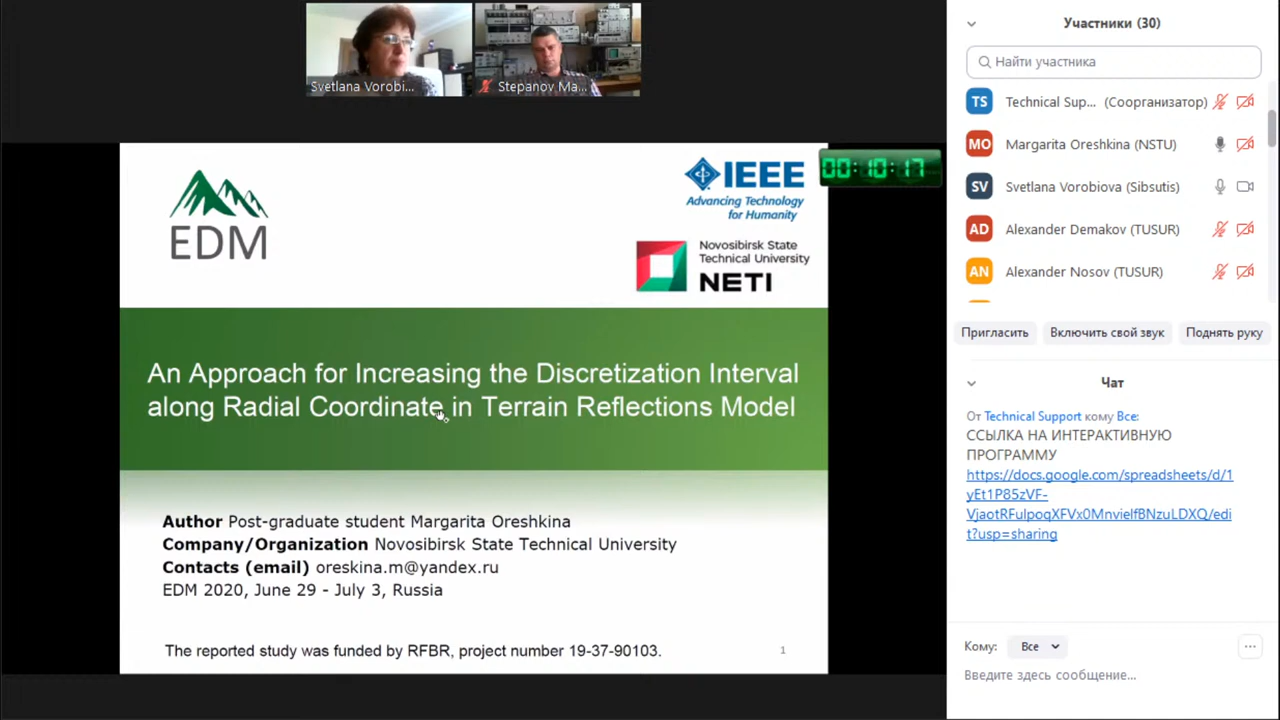 Svetlana Vorobi...
Stepanov Ma...
EDM
IEEE
Advancing Technology
for Humanity
00:10:17
Novosibirsk State
Technical University
NETI
An Approach for Increasing the Discretization Interval
along Radial Coordinate in Terrain Reflections Model
Author Post-graduate student Margarita Oreshkina
Company/Organization Novosibirsk State Technical University
Contacts (email) oreskina.m@yandex.ru
EDM 2020, June 29 - July 3, Russia
The reported study was funded by RFBR, project number 19-37-90103.
1
Участники (30)
Найти участника
TS Technical Sup... (Соорганизатор)
MO Margarita Oreshkina (NSTU)
SV Svetlana Vorobiova (Sibsutis)
AD Alexander Demakov (TUSUR)
AN Alexander Nosov (TUSUR)
Пригласить Включить свой звук Поднять руку
Чат
От Technical Support кому Все:
ССЫЛКА НА ИНТЕРАКТИВНУЮ
ПРОГРАММУ
https://docs.google.com/spreadsheets/d/1
yEt1P85zVF-
VjaotRFulpoqXFVx0MnvielfBNzuLDXQ/edi
t?usp=sharing
Кому: Все
Введите здесь сообщение...